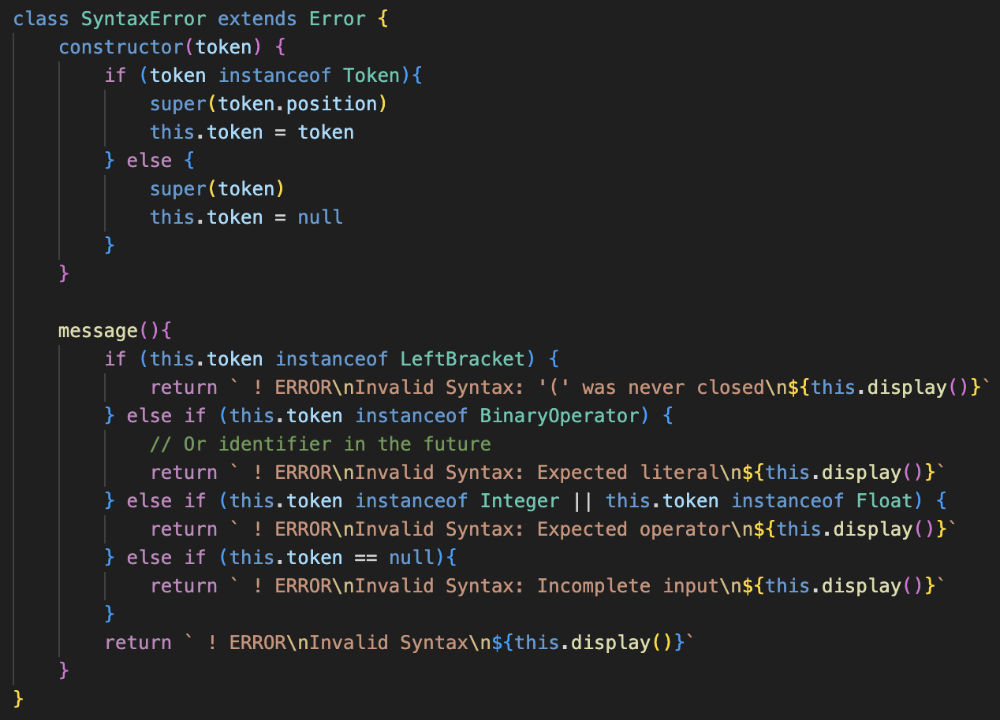 class SyntaxError extends Error {
    constructor(token) {
        if (token instanceof Token){
            super(token.position)
            this.token = token
        } else {
            super(token)
            this.token = null
        }
    }

    message(){
        if (this.token instanceof LeftBracket) {
            return ` ! ERROR\nInvalid Syntax: '(' was never closed\n${this.display()}`
        } else if (this.token instanceof BinaryOperator) {
            // Or identifier in the future
            return ` ! ERROR\nInvalid Syntax: Expected literal\n${this.display()}`
        } else if (this.token instanceof Integer || this.token instanceof Float) {
            return ` ! ERROR\nInvalid Syntax: Expected operator\n${this.display()}`
        } else if (this.token == null){
            return ` ! ERROR\nInvalid Syntax: Incomplete input\n${this.display()}`
        }
        return ` ! ERROR\nInvalid Syntax\n${this.display()}`
    }
}